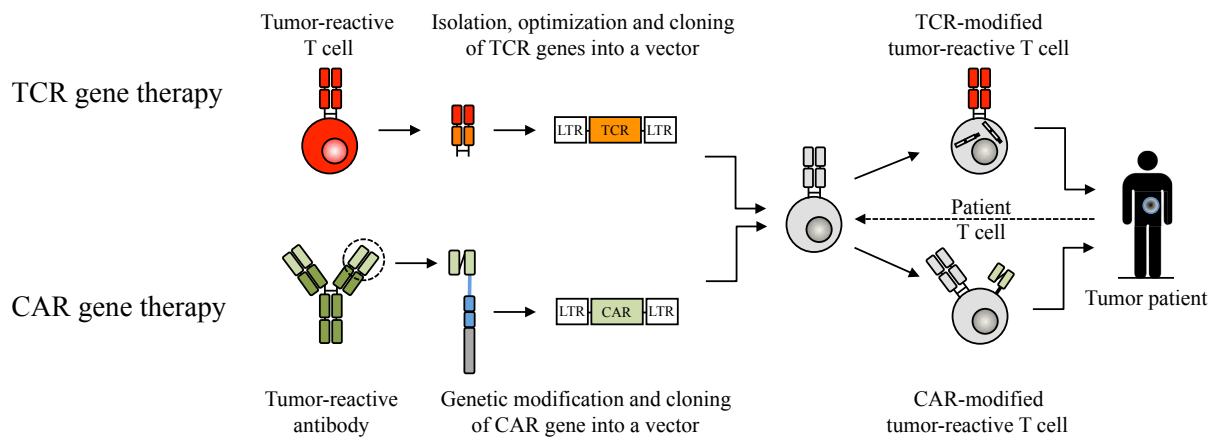 Tumor-reactive
T cell
Isolation, optimization and cloning
of TCR genes into a vector
TCR-modified
tumor-reactive T cell
TCR gene therapy
LTR TCR LTR
Patient
T cell
CAR gene therapy
LTR CAR LTR
Tumor patient
Tumor-reactive
antibody
Genetic modification and cloning
of CAR gene into a vector
CAR-modified
tumor-reactive T cell